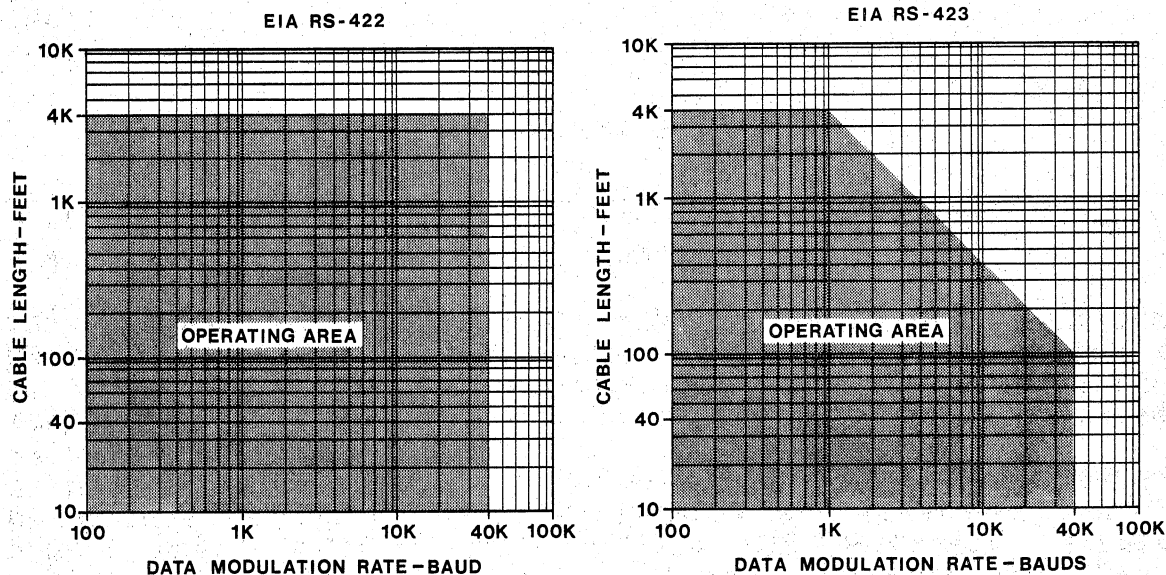 EIA RS-422
10K
4K
1K
100
40
10
CABLE LENGTH–FEET
OPERATING AREA
100 1K 10K 40K 100K
DATA MODULATION RATE–BAUD
EIA RS-423
10K
4K
1K
100
40
10
CABLE LENGTH–FEET
OPERATING AREA
100 1K 10K 40K 100K
DATA MODULATION RATE–BAUDS